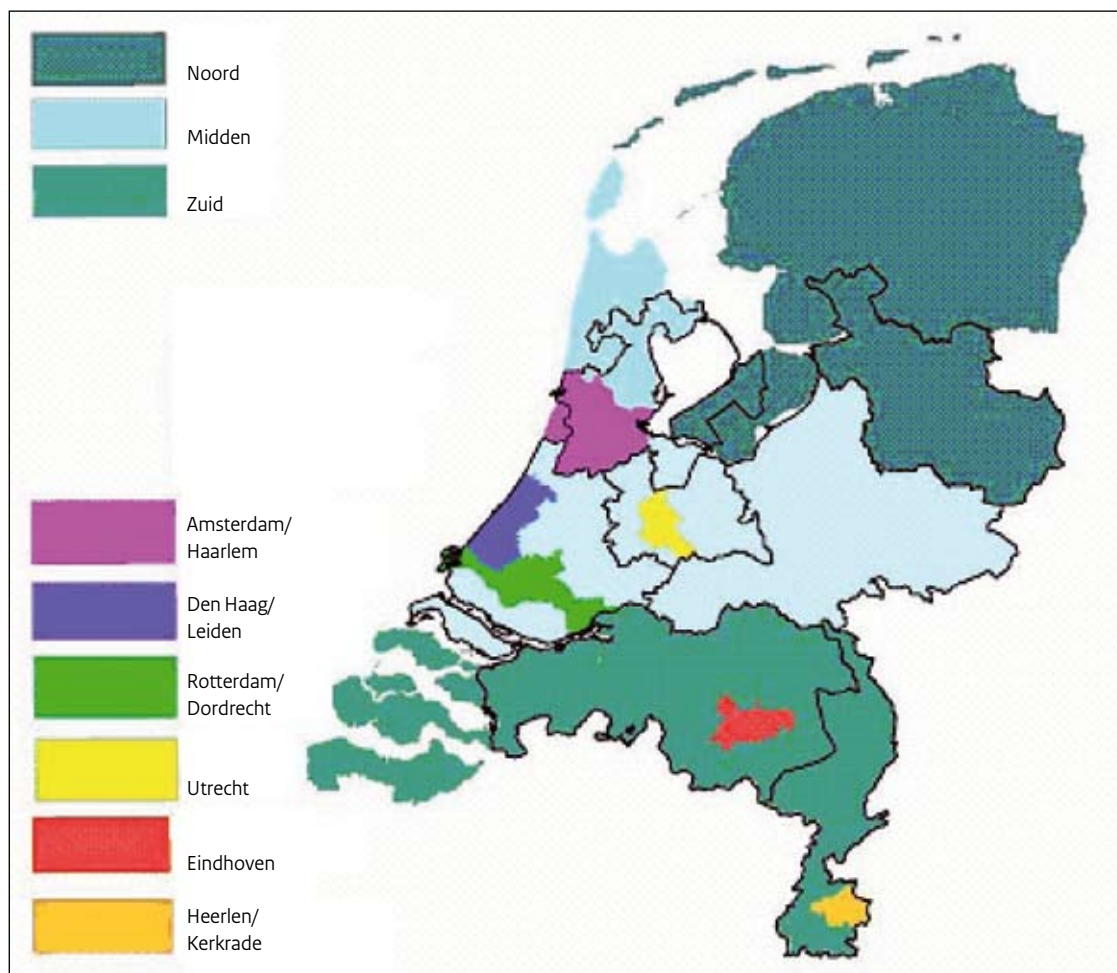 Noord
Midden
Zuid
Amsterdam/
Haarlem
Den Haag/
Leiden
Rotterdam/
Dordrecht
Utrecht
Eindhoven
Heerlen/
Kerkrade